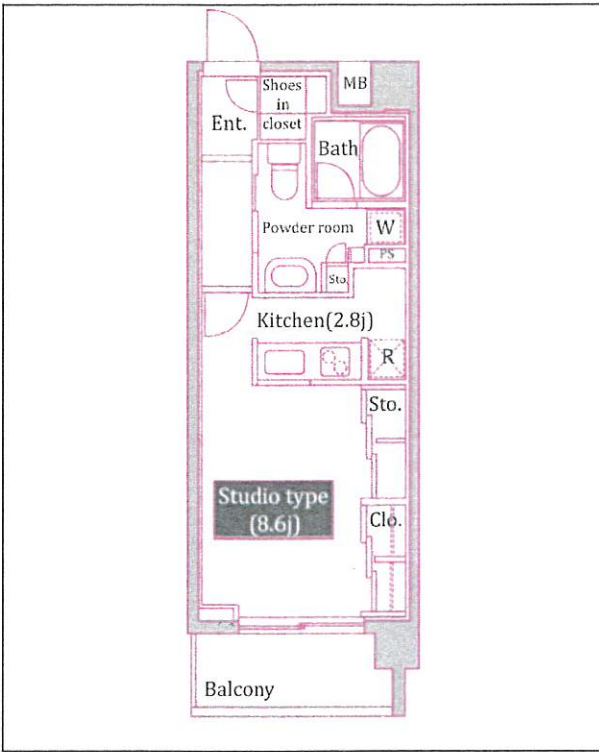 Shoes
in
closet
MB
Ent.
Bath
Powder room
W
PS
Sto.
Kitchen(2.8j)
R
Sto.
Studio type
(8.6j)
Clo.
Balcony